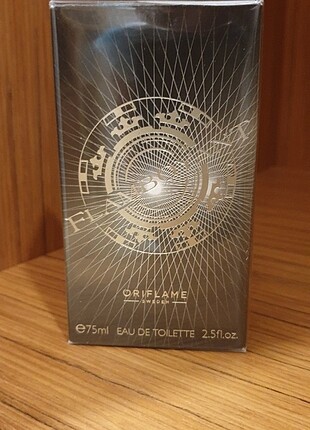 ORIFLAME
SWEDEN
℮75ml EAU DE TOILETTE 2.5fl.oz.